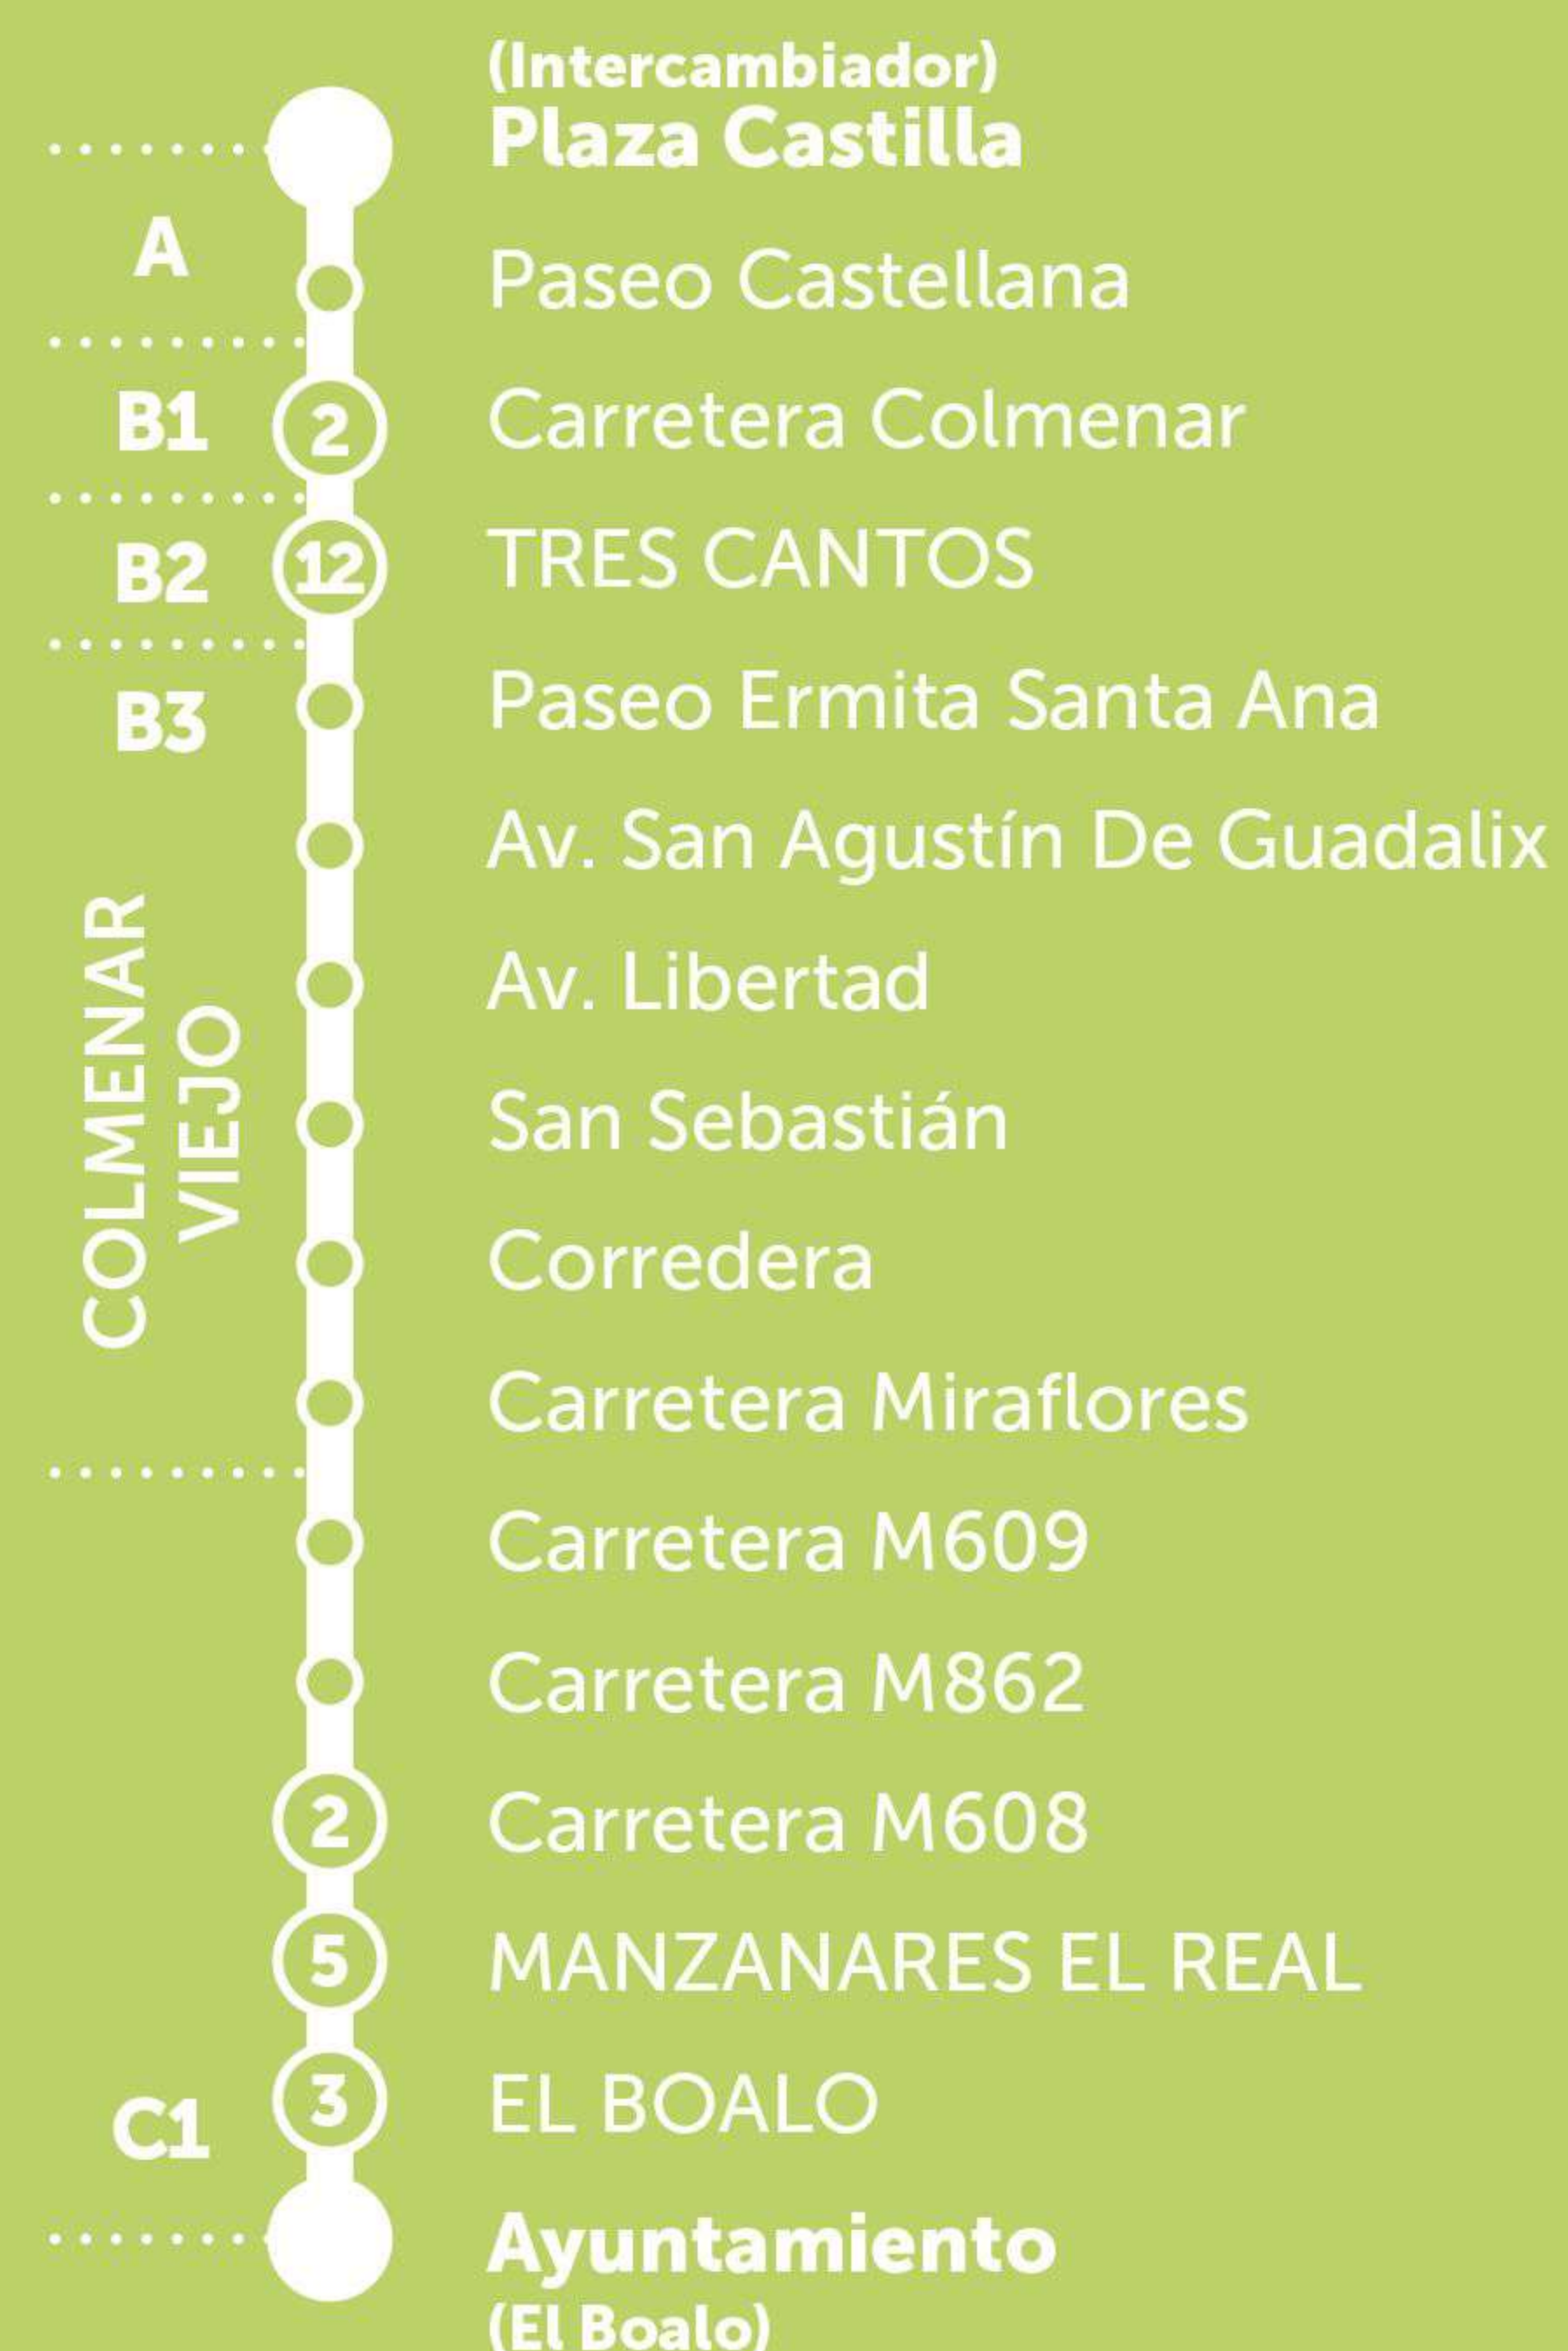 (Intercambiador)
Plaza Castilla
A
Paseo Castellana
B1
2
Carretera Colmenar
B2
12
TRES CANTOS
B3
Paseo Ermita Santa Ana
Av. San Agustín De Guadalix
COLMENAR
VIEJO
Av. Libertad
San Sebastián
Corredera
Carretera Miraflores
Carretera M609
Carretera M862
2
Carretera M608
5
MANZANARES EL REAL
C1
3
EL BOALO
Ayuntamiento
(El Boalo)